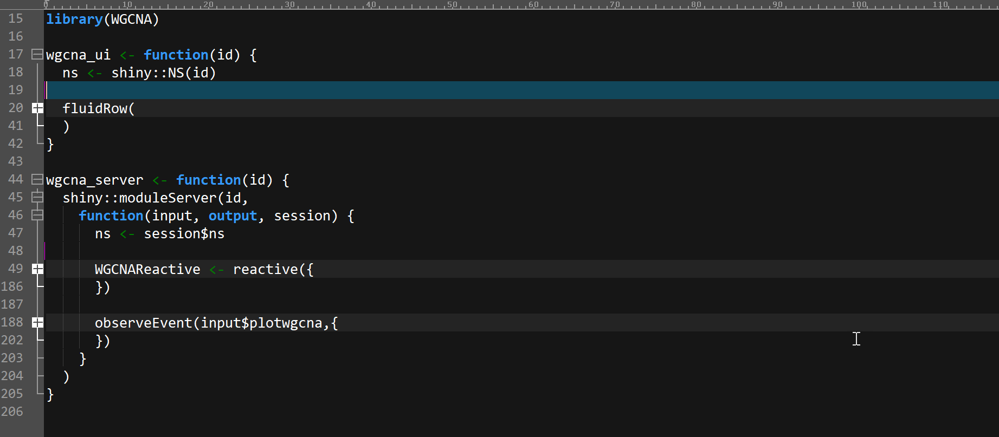 0 10 20 30 40 50 60 70 80 90 100 110
15 library(WGCNA)
16
17 wgcna_ui <- function(id) {
18   ns <- shiny::NS(id)
19
20   fluidRow(
41   )
42 }
43
44 wgcna_server <- function(id) {
45   shiny::moduleServer(id,
46     function(input, output, session) {
47       ns <- session$ns
48
49       WGCNAReactive <- reactive({
186       })
187
188       observeEvent(input$plotwgcna,{
202       })
203     }
204   )
205 }
206